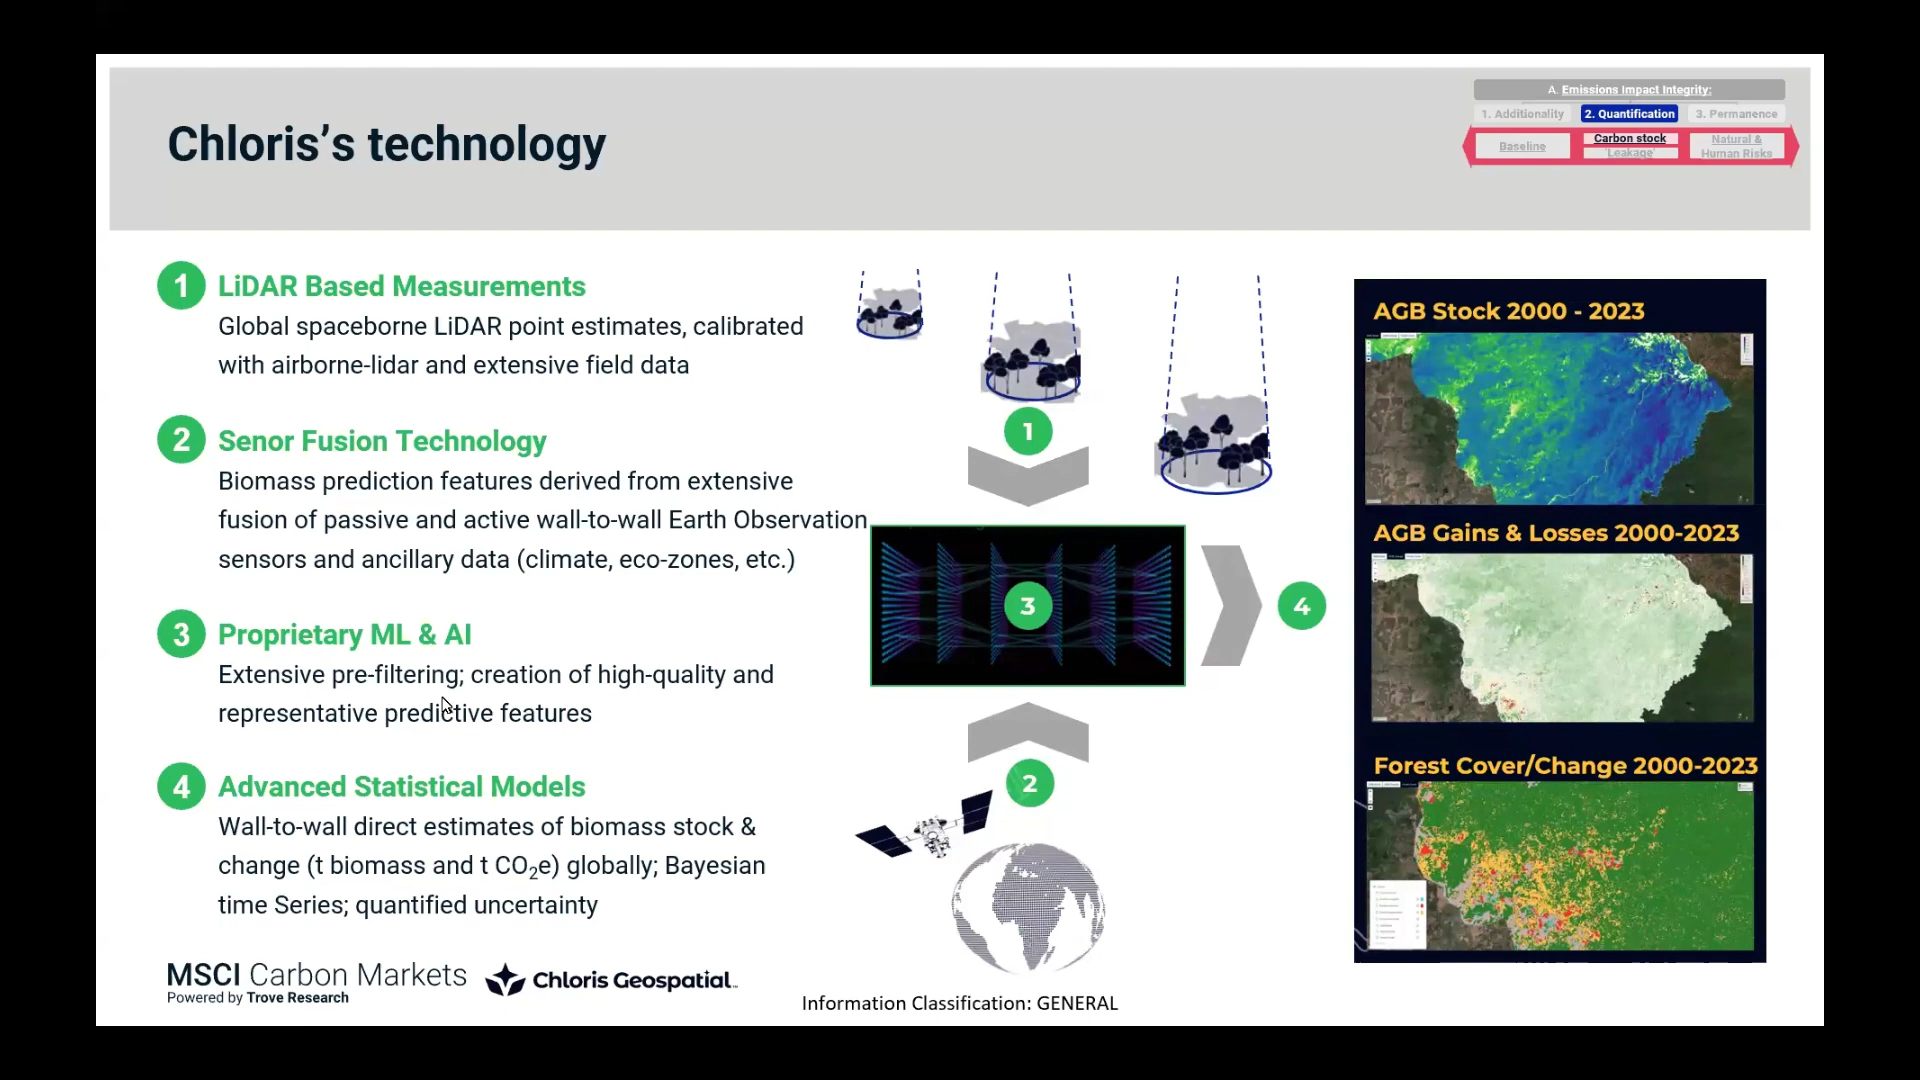 Chloris’s technology
A. Emissions Impact Integrity:
1. Additionality
2. Quantification
3. Permanence
Baseline
Carbon stock
'Leakage'
Natural &
Human Risks
1
LiDAR Based Measurements
Global spaceborne LiDAR point estimates, calibrated
with airborne-lidar and extensive field data
2
Senor Fusion Technology
Biomass prediction features derived from extensive
fusion of passive and active wall-to-wall Earth Observation
sensors and ancillary data (climate, eco-zones, etc.)
3
Proprietary ML & AI
Extensive pre-filtering; creation of high-quality and
representative predictive features
4
Advanced Statistical Models
Wall-to-wall direct estimates of biomass stock &
change (t biomass and t CO₂e) globally; Bayesian
time Series; quantified uncertainty
1
3
4
2
AGB Stock 2000 - 2023
AGB Gains & Losses 2000-2023
Forest Cover/Change 2000-2023
MSCI Carbon Markets
Powered by Trove Research
Chloris Geospatial
Information Classification: GENERAL